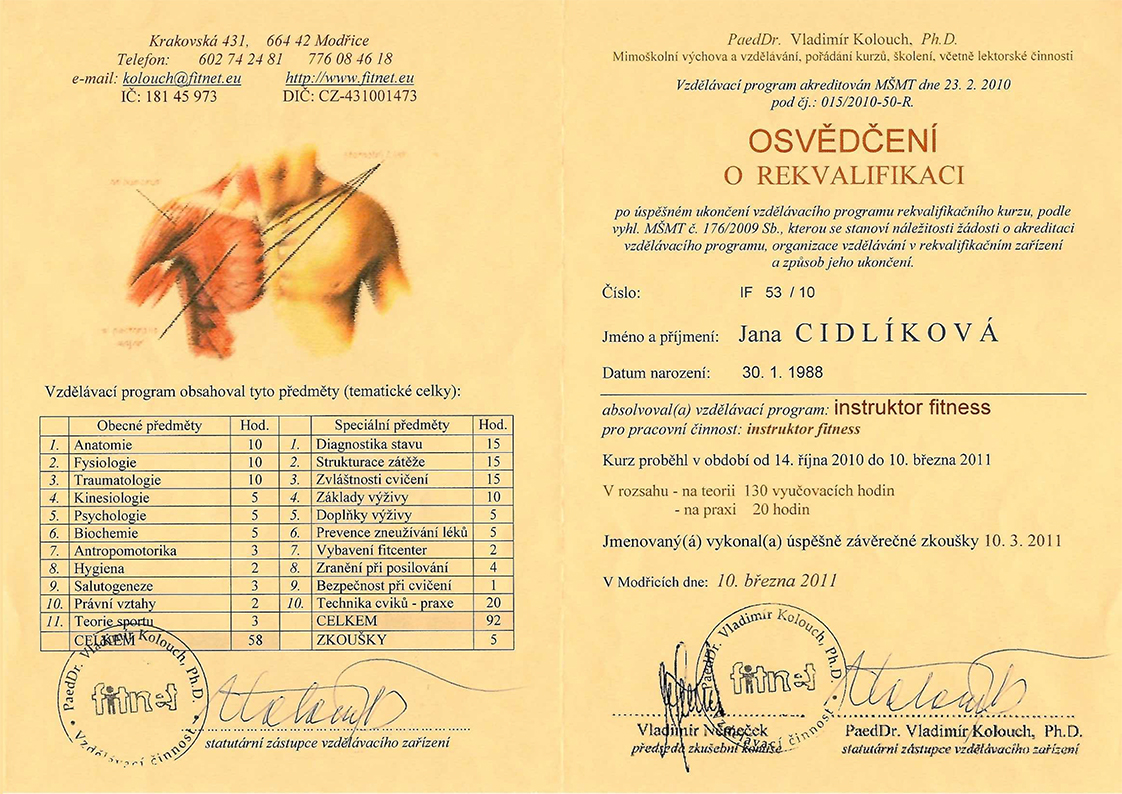 Krakovská 431, 664 42 Modřice
Telefon: 602 74 24 81 776 08 46 18
e-mail: kolouch@fitnet.eu http://www.fitnet.eu
IČ: 181 45 973 DIČ: CZ-431001473
Vzdělávací program obsahoval tyto předměty (tematické celky):
Obecné předměty Hod. Speciální předměty Hod.
1. Anatomie 10 1. Diagnostika stavu 15
2. Fysiologie 10 2. Strukturace zátěže 15
3. Traumatologie 10 3. Zvláštnosti cvičení 15
4. Kinesiologie 5 4. Základy výživy 10
5. Psychologie 5 5. Doplňky výživy 5
6. Biochemie 5 6. Prevence zneužívání léků 5
7. Antropomotorika 3 7. Vybavení fitcenter 2
8. Hygiena 2 8. Zranění při posilování 4
9. Salutogeneze 3 9. Bezpečnost při cvičení 1
10. Právní vztahy 2 10. Technika cviků - praxe 20
11. Teorie sportu 3 CELKEM 92
CELKEM 58 ZKOUŠKY 5
PaedDr. Vladimír Kolouch, Ph.D.
fitnet
Vzdělávací činnost
statutární zástupce vzdělávacího zařízení
PaedDr. Vladimír Kolouch, Ph.D.
Mimoškolní výchova a vzdělávání, pořádání kurzů, školení, včetně lektorské činnosti
Vzdělávací program akreditován MŠMT dne 23. 2. 2010
pod čj.: 015/2010-50-R.
OSVĚDČENÍ
O REKVALIFIKACI
po úspěšném ukončení vzdělávacího programu rekvalifikačního kurzu, podle
vyhl. MŠMT č. 176/2009 Sb., kterou se stanoví náležitosti žádosti o akreditaci
vzdělávacího programu, organizace vzdělávání v rekvalifikačním zařízení
a způsob jeho ukončení.
Číslo: IF 53 / 10
Jméno a příjmení: Jana CIDLÍKOVÁ
Datum narození: 30. 1. 1988
absolvoval(a) vzdělávací program: instruktor fitness
pro pracovní činnost: instruktor fitness
Kurz proběhl v období od 14. října 2010 do 10. března 2011
V rozsahu - na teorii 130 vyučovacích hodin
- na praxi 20 hodin
Jmenovaný(á) vykonal(a) úspěšně závěrečné zkoušky 10. 3. 2011
V Modřicích dne: 10. března 2011
PaedDr. Vladimír Kolouch, Ph.D.
fitnet
Vzdělávací činnost
Vladimír Němeček PaedDr. Vladimír Kolouch, Ph.D.
předseda zkušební komise statutární zástupce vzdělávacího zařízení